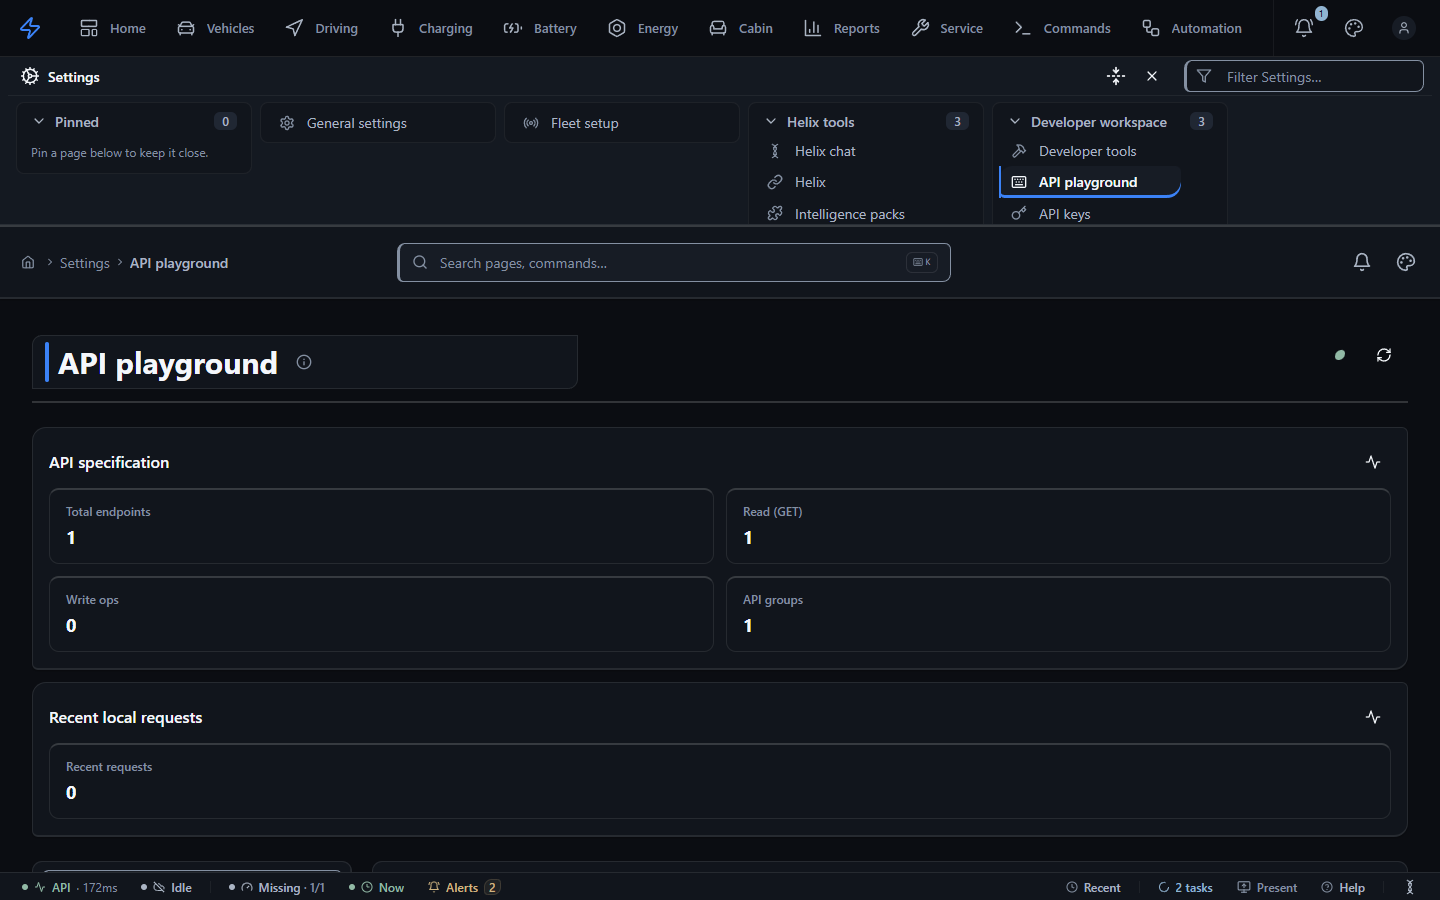 Home
Vehicles
Driving
Charging
Battery
Energy
Cabin
Reports
Service
Commands
Automation
1
Settings
Filter Settings...
Pinned
0
Pin a page below to keep it close.
General settings
Fleet setup
Helix tools
3
Helix chat
Helix
Intelligence packs
Developer workspace
3
Developer tools
API playground
API keys
Settings
API playground
Search pages, commands...
K
API playground
API specification
Total endpoints
1
Read (GET)
1
Write ops
0
API groups
1
Recent local requests
Recent requests
0
API · 172ms
Idle
Missing · 1/1
Now
Alerts 2
Recent
2 tasks
Present
Help